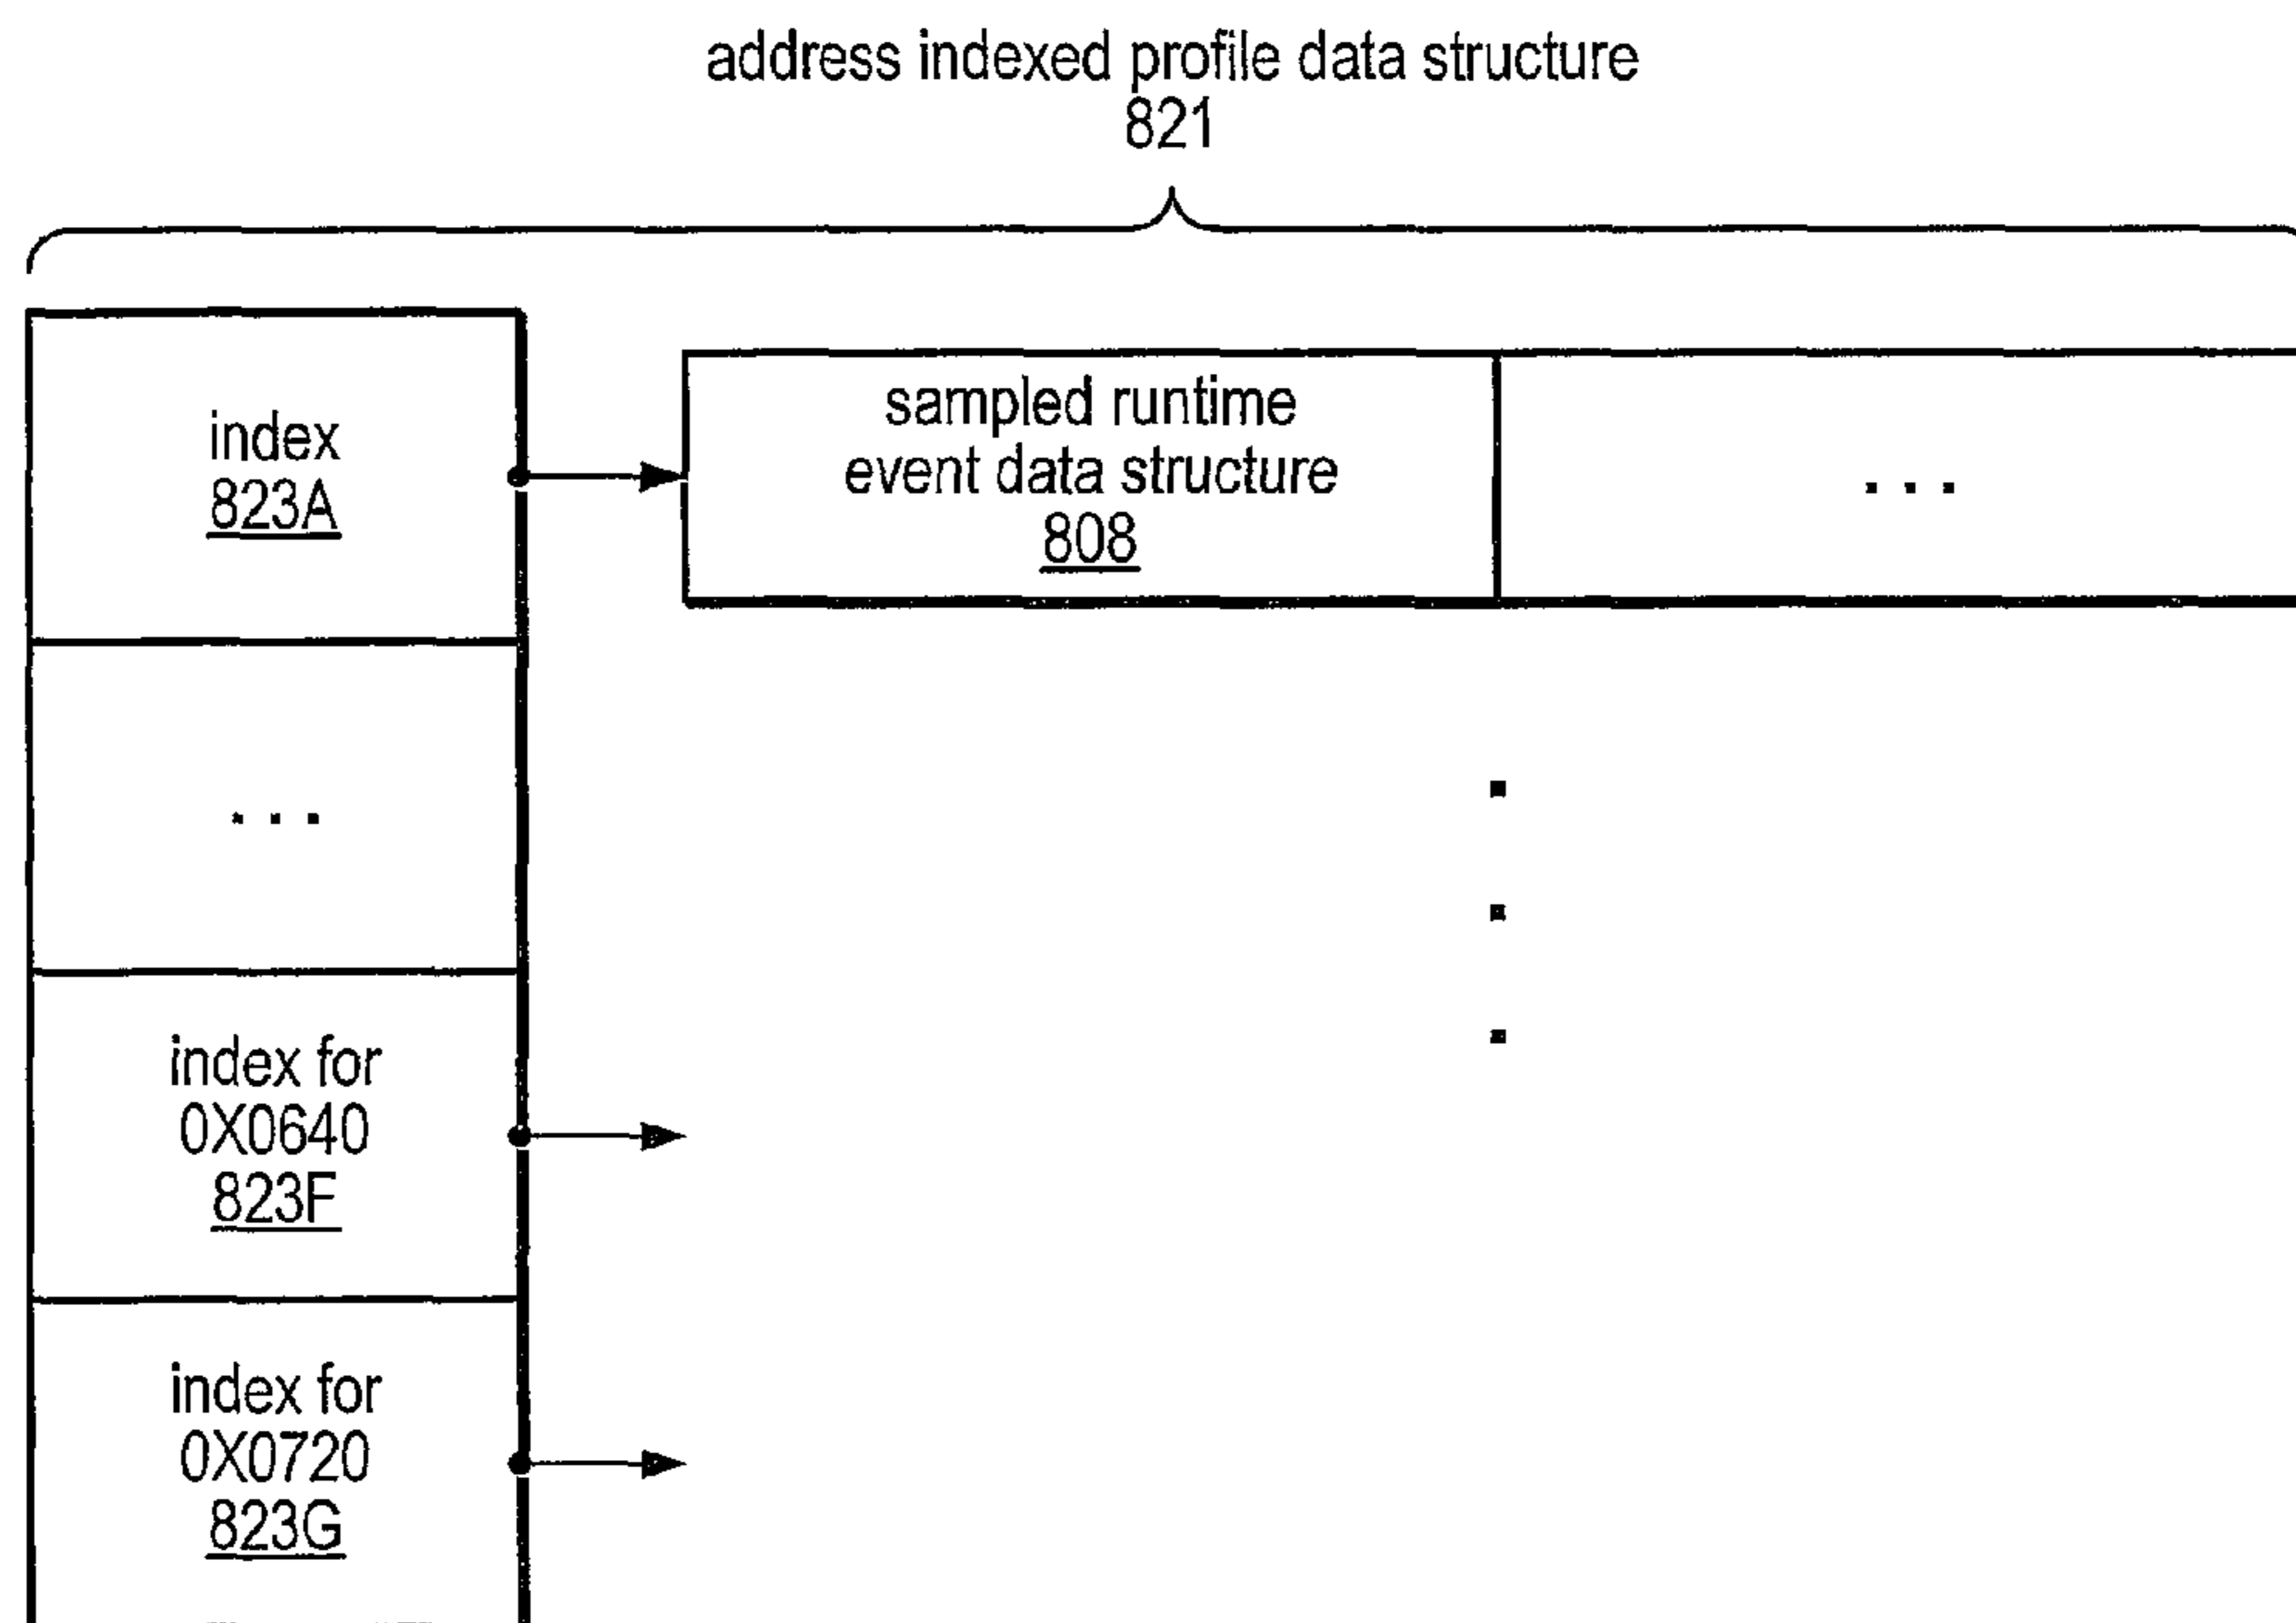 address indexed profile data structure
821
index
823A
sampled runtime
event data structure
808
. . .
. . .
index for
0X0640
823F
index for
0X0720
823G